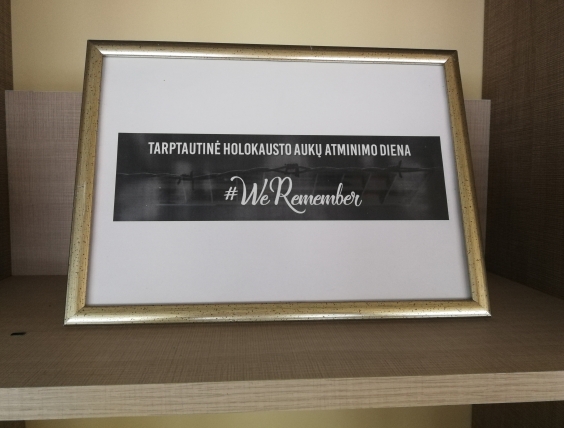 TARPTAUTINĖ HOLOKAUSTO AUKŲ ATMINIMO DIENA
#WeRemember